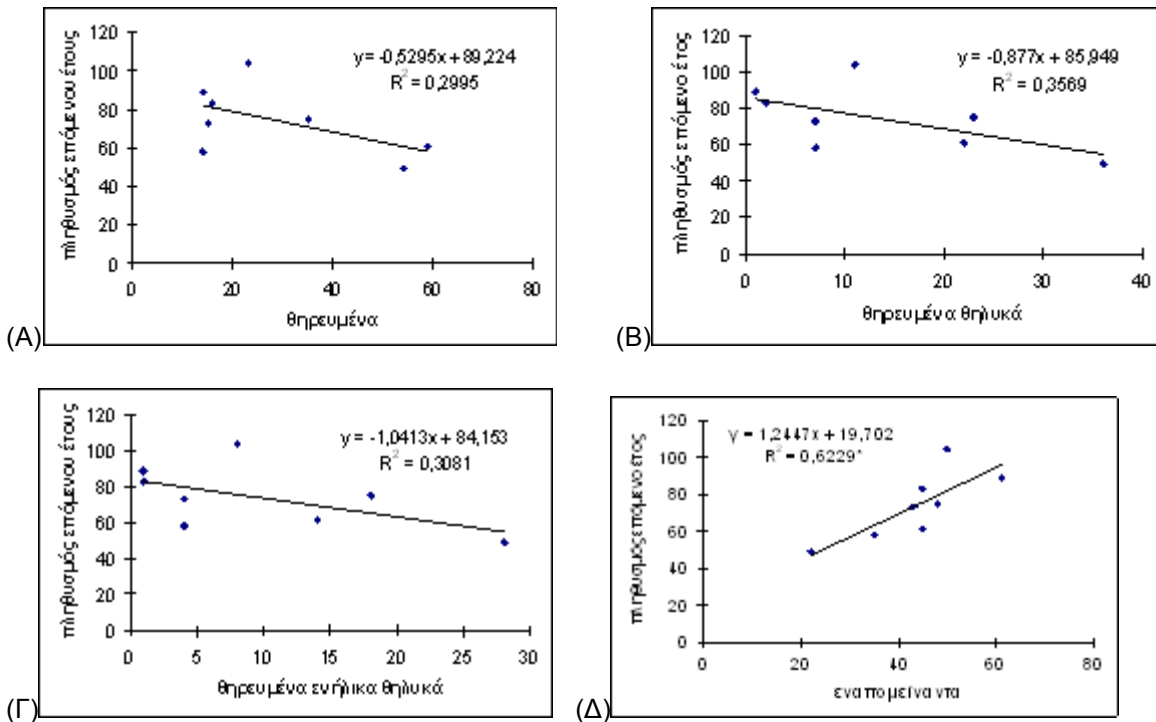 πληθυσμός επόμενου έτους
120
100
80
60
40
20
0
y = -0,5295x + 89,224
R² = 0,2995
0 20 40 60 80
θηρευμένα
(Α)
πληθυσμός επόμενο έτος
120
100
80
60
40
20
0
y = -0,877x + 85,949
R² = 0,3569
0 10 20 30 40
θηρευμένα θηλυκά
(Β)
πληθυσμός επόμενου έτους
120
100
80
60
40
20
0
y = -1,0413x + 84,153
R² = 0,3081
0 5 10 15 20 25 30
θηρευμένα ενήλικα θηλυκά
(Γ)
πληθυσμός επόμενο έτος
120
100
80
60
40
20
0
y = 1,2447x + 19,702
R² = 0,6229*
0 20 40 60 80
εναπομείναντα
(Δ)